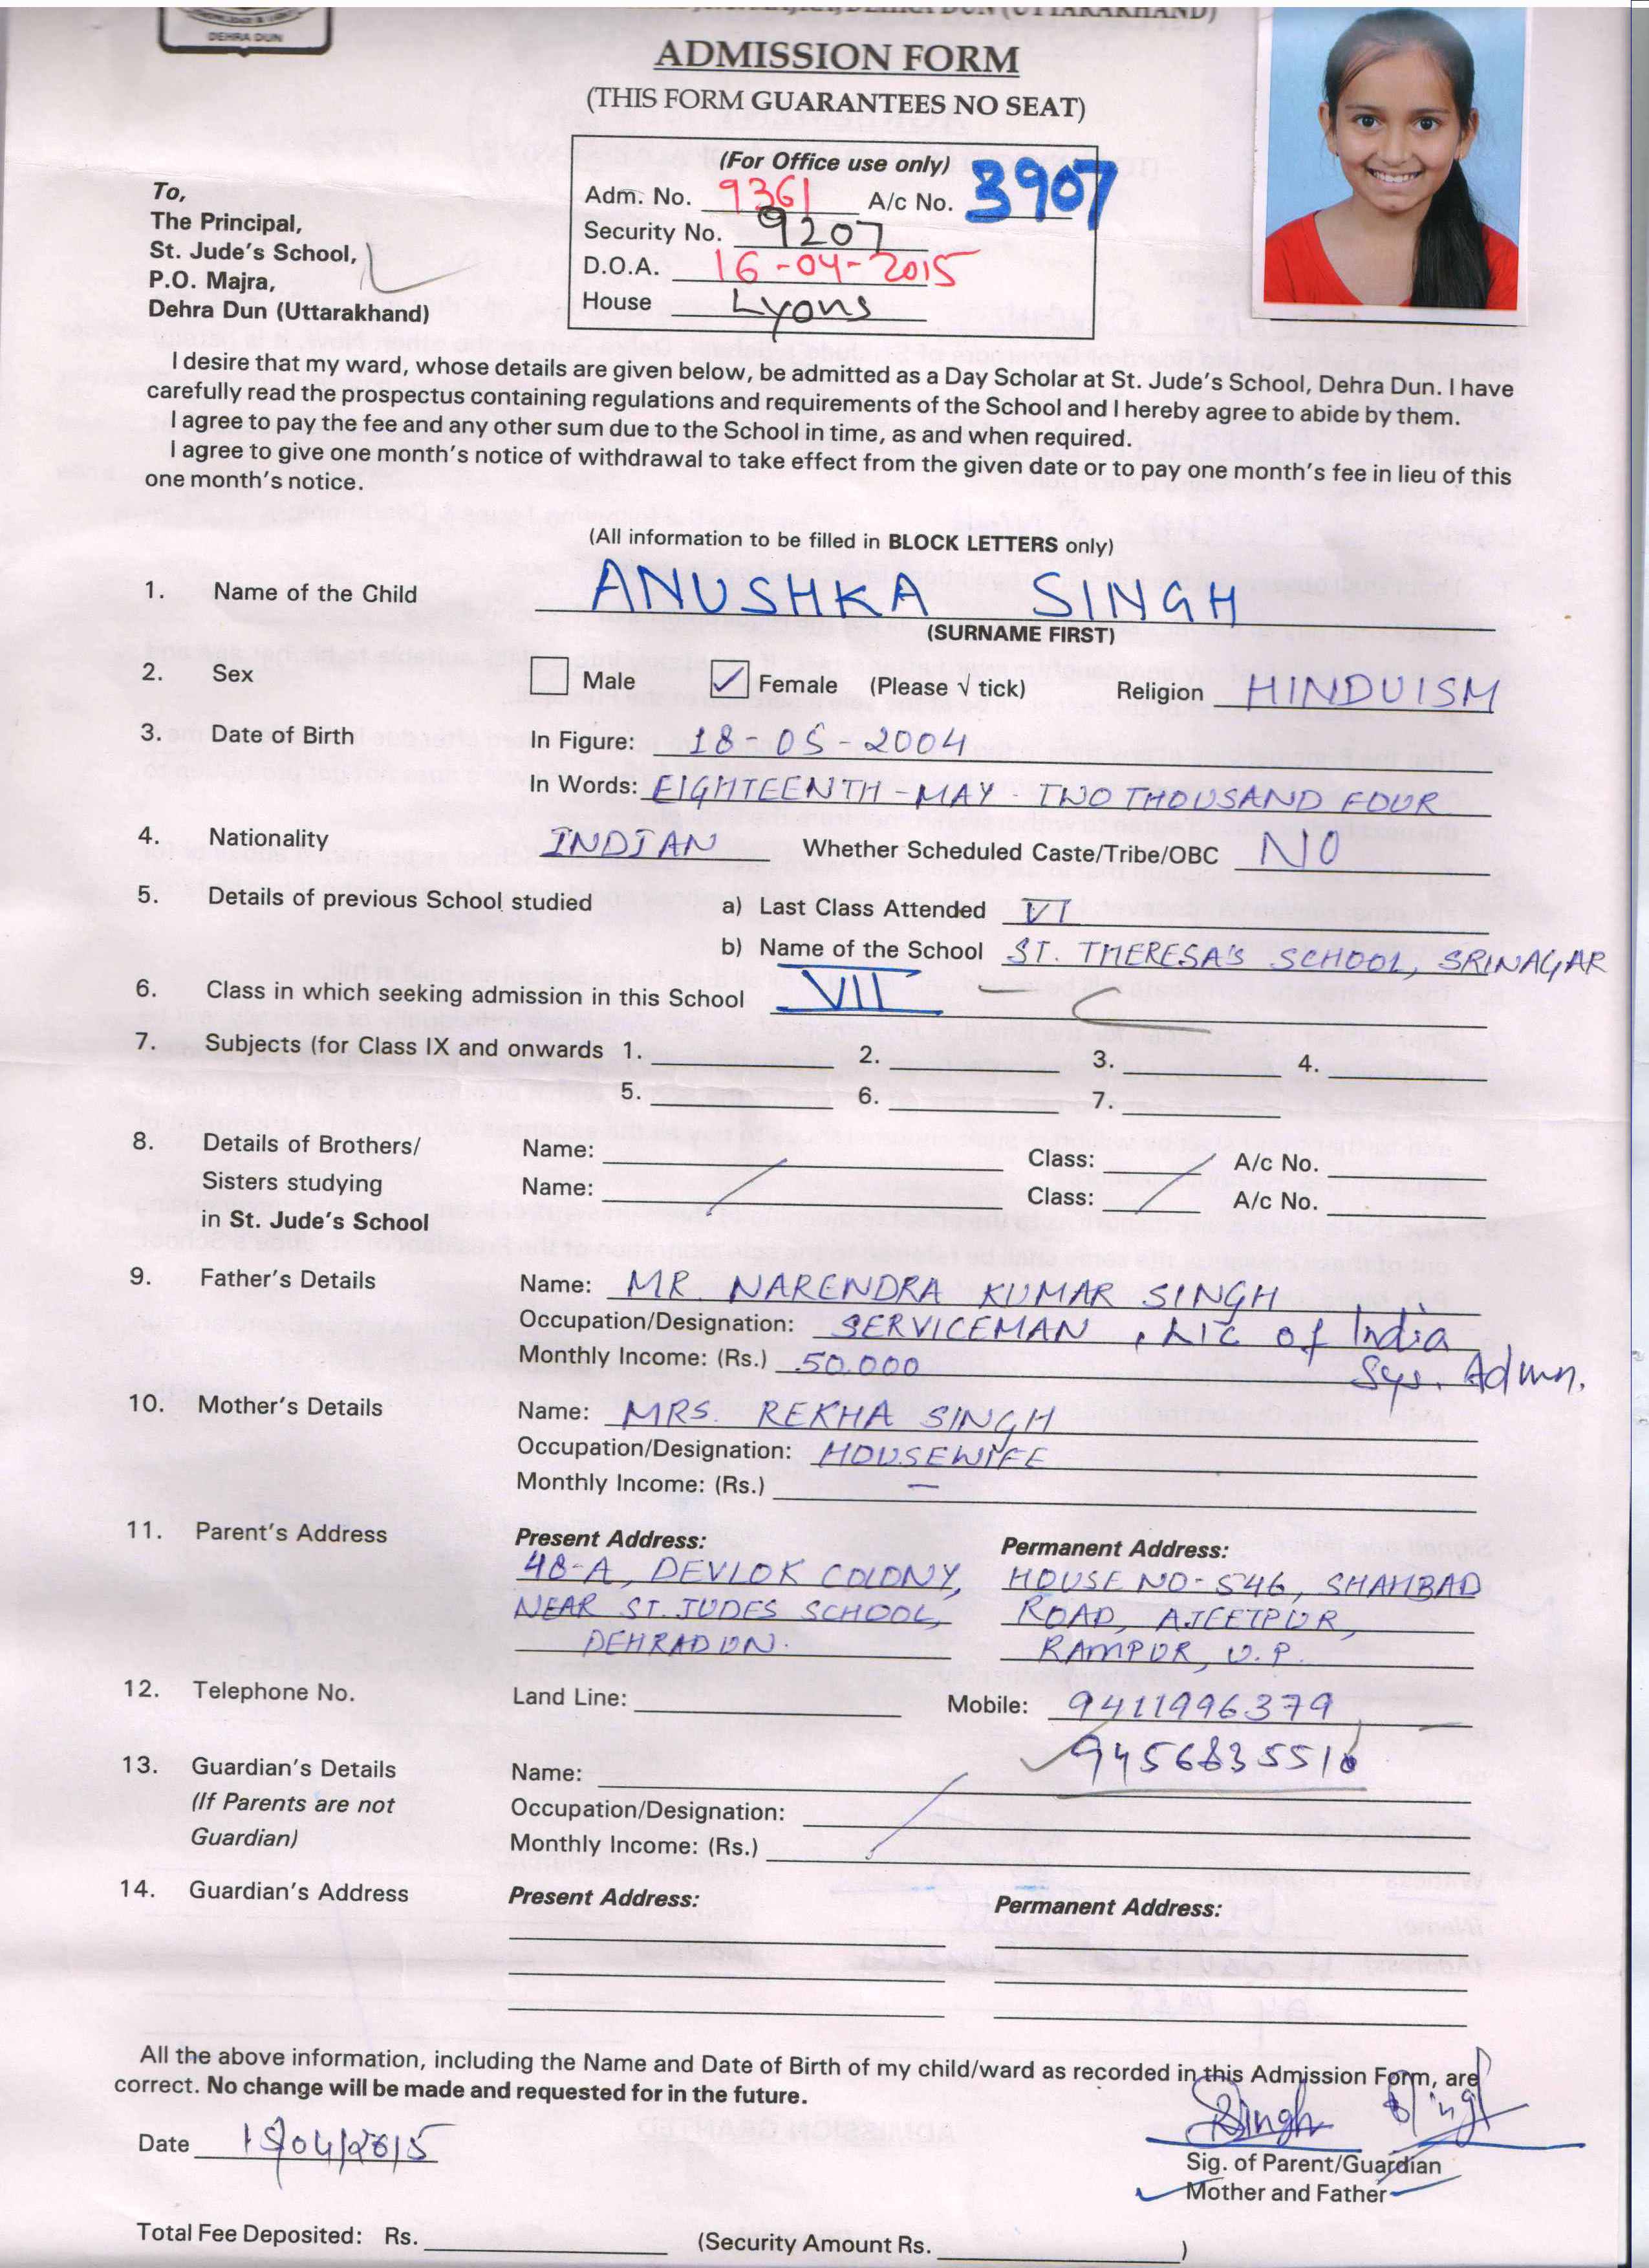 DEHRA DUN
DEHRA DUN (UTTARAKHAND)
ADMISSION FORM
(THIS FORM GUARANTEES NO SEAT)
(For Office use only)
Adm. No. 9361 A/c No. 3907
Security No. 9207
D.O.A. 16-04-2015
House Lyons
To,
The Principal,
St. Jude's School,
P.O. Majra,
Dehra Dun (Uttarakhand)
I desire that my ward, whose details are given below, be admitted as a Day Scholar at St. Jude's School, Dehra Dun. I have
carefully read the prospectus containing regulations and requirements of the School and I hereby agree to abide by them.
I agree to pay the fee and any other sum due to the School in time, as and when required.
I agree to give one month's notice of withdrawal to take effect from the given date or to pay one month's fee in lieu of this
one month's notice.
(All information to be filled in BLOCK LETTERS only)
1. Name of the Child ANUSHKA SINGH
(SURNAME FIRST)
2. Sex Male ✓ Female (Please √ tick) Religion HINDUISM
3. Date of Birth In Figure: 18-05-2004
In Words: EIGHTEENTH-MAY-TWO THOUSAND FOUR
4. Nationality INDIAN Whether Scheduled Caste/Tribe/OBC NO
5. Details of previous School studied a) Last Class Attended VI
b) Name of the School ST. THERESA'S SCHOOL, SRINAGAR
6. Class in which seeking admission in this School VII - C
7. Subjects (for Class IX and onwards 1. 2. 3. 4.
5. 6. 7.
8. Details of Brothers/ Name: Class: A/c No.
Sisters studying Name: Class: A/c No.
in St. Jude's School
9. Father's Details Name: MR. NARENDRA KUMAR SINGH
Occupation/Designation: SERVICEMAN, LIC of India
Monthly Income: (Rs.) 50.000 Sys. Admn.
10. Mother's Details Name: MRS. REKHA SINGH
Occupation/Designation: HOUSEWIFE
Monthly Income: (Rs.) —
11. Parent's Address Present Address: Permanent Address:
48-A, DEVLOK COLONY, HOUSE NO-546, SHAHBAD
NEAR ST. JUDES SCHOOL, ROAD, AJEETPUR,
DEHRADUN. RAMPUR, U.P.
12. Telephone No. Land Line: Mobile: 9411996379
945683551
13. Guardian's Details Name:
(If Parents are not Occupation/Designation:
Guardian) Monthly Income: (Rs.)
14. Guardian's Address Present Address: Permanent Address:
All the above information, including the Name and Date of Birth of my child/ward as recorded in this Admission Form, are
correct. No change will be made and requested for in the future.
Date 15/04/2015 RSingh Singh
Sig. of Parent/Guardian
Mother and Father
Total Fee Deposited: Rs. (Security Amount Rs. )